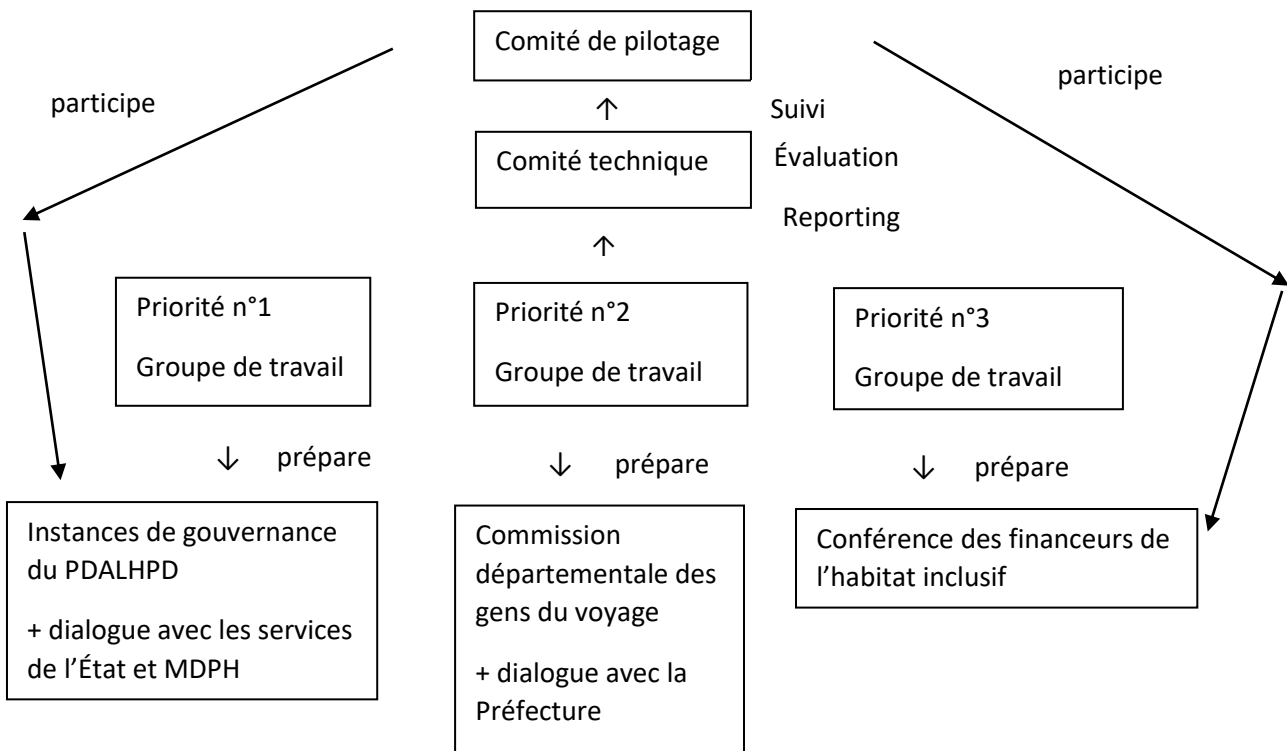 Comité de pilotage
participe
participe
↑
Suivi
Comité technique
Évaluation
Reporting
↑
Priorité n°1
Groupe de travail
Priorité n°2
Groupe de travail
Priorité n°3
Groupe de travail
↓ prépare
↓ prépare
↓ prépare
Instances de gouvernance
du PDALHPD
+ dialogue avec les services
de l’État et MDPH
Commission
départementale des
gens du voyage
+ dialogue avec la
Préfecture
Conférence des financeurs de
l’habitat inclusif